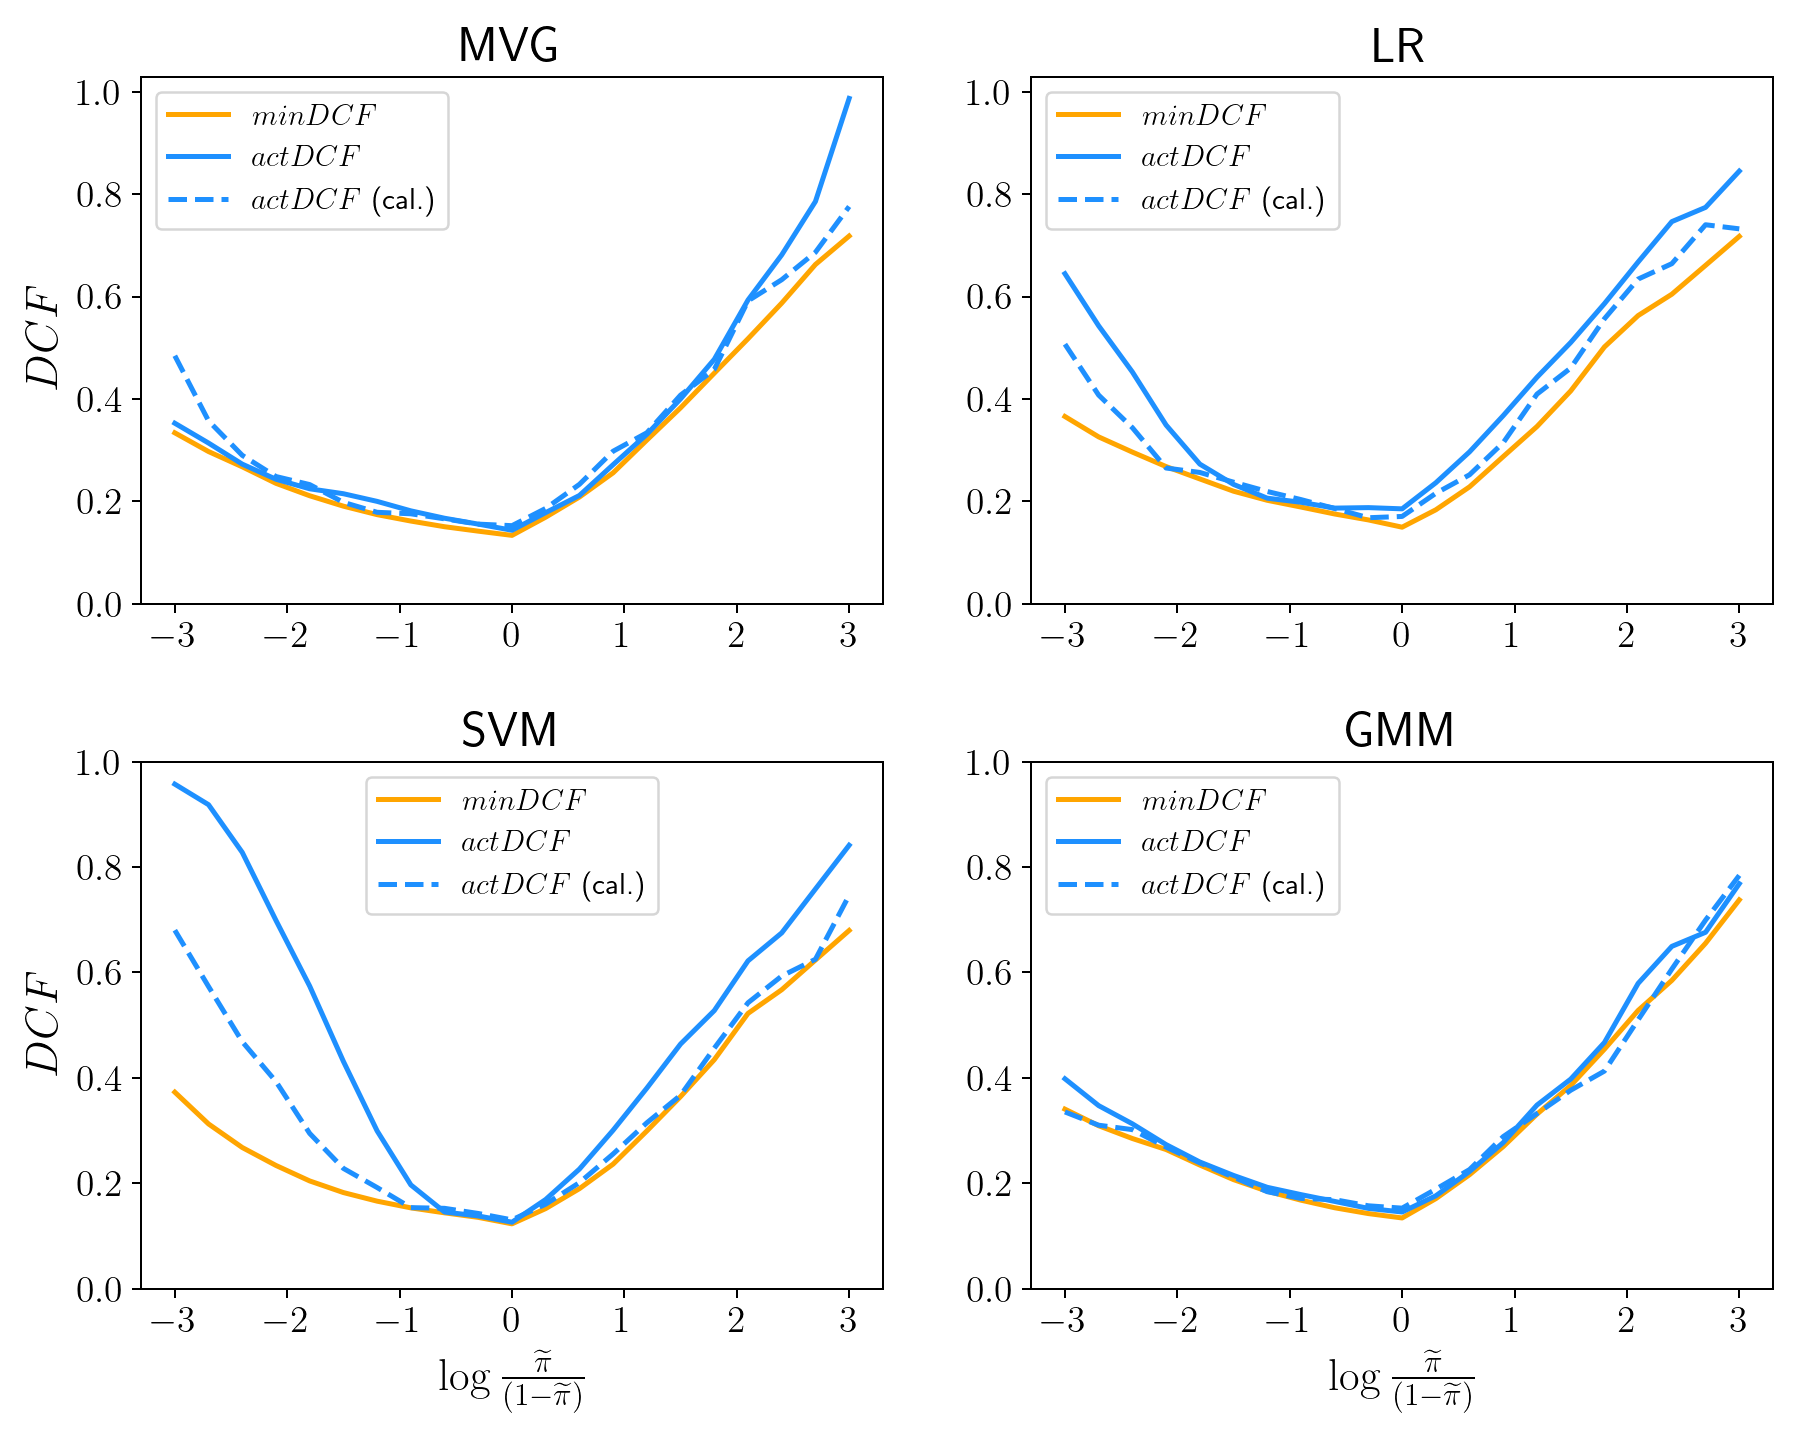 MVG
1.0
0.8
0.6
0.4
0.2
0.0
DCF
minDCF
actDCF
actDCF (cal.)
−3 −2 −1 0 1 2 3
LR
1.0
0.8
0.6
0.4
0.2
0.0
minDCF
actDCF
actDCF (cal.)
−3 −2 −1 0 1 2 3
SVM
1.0
0.8
0.6
0.4
0.2
0.0
DCF
minDCF
actDCF
actDCF (cal.)
−3 −2 −1 0 1 2 3
log π̃/(1−π̃)
GMM
1.0
0.8
0.6
0.4
0.2
0.0
minDCF
actDCF
actDCF (cal.)
−3 −2 −1 0 1 2 3
log π̃/(1−π̃)